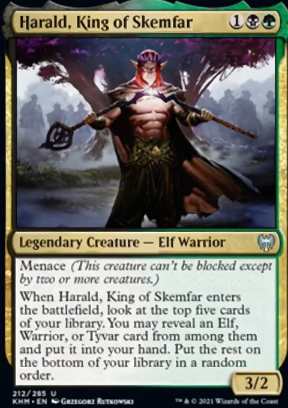 Harald, King of Skemfar 1
Legendary Creature — Elf Warrior
Menace (This creature can't be blocked except
by two or more creatures.)
When Harald, King of Skemfar enters
the battlefield, look at the top five cards
of your library. You may reveal an Elf,
Warrior, or Tyvar card from among them
and put it into your hand. Put the rest on
the bottom of your library in a random
order.
3/2
212/285 U
KHM • EN Grzegorz Rutkowski
™ & © 2021 Wizards of the Coast